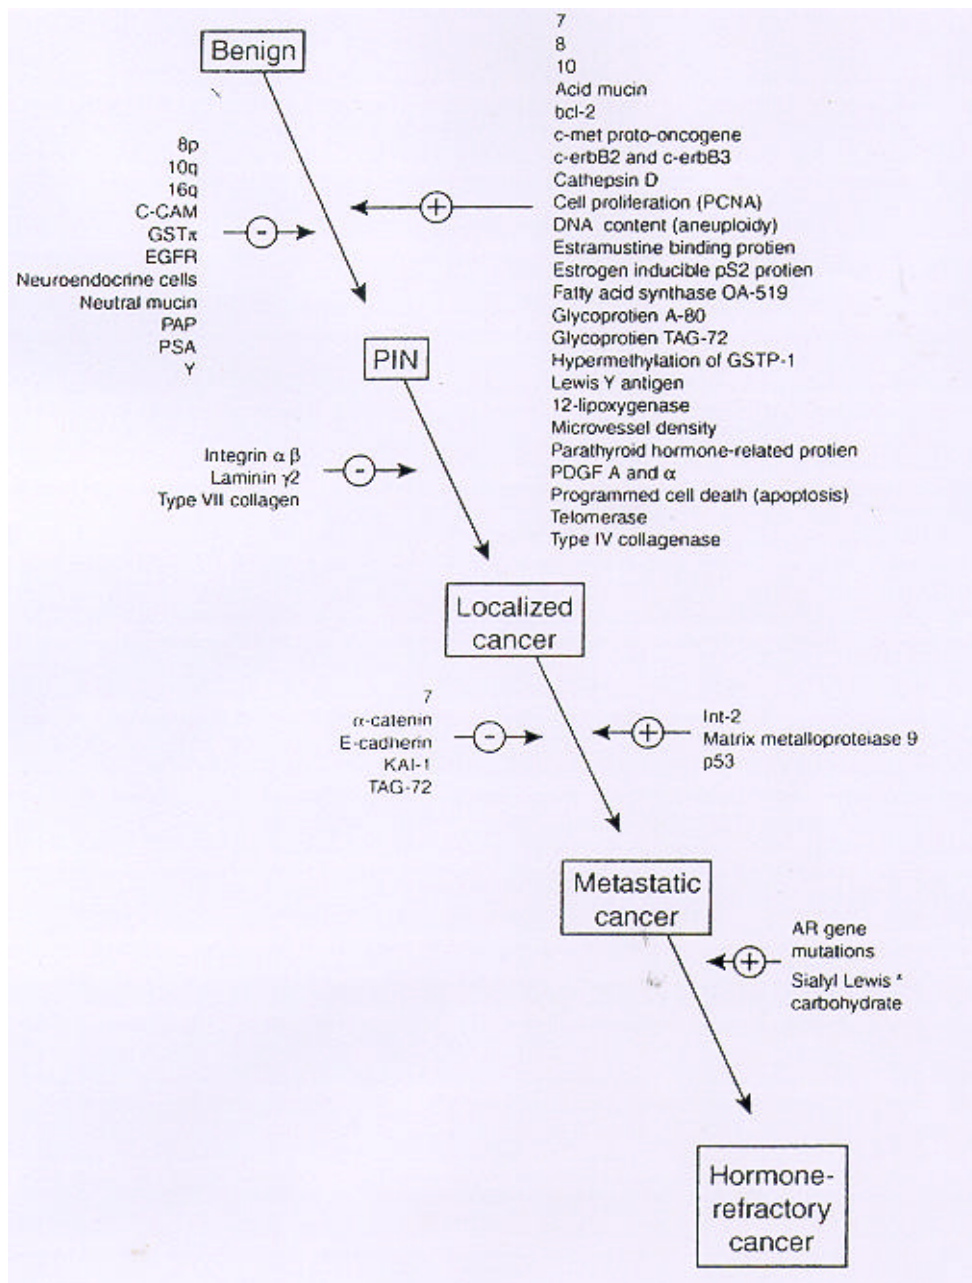 Benign
7
8
10
Acid mucin
bcl-2
c-met proto-oncogene
c-erbB2 and c-erbB3
Cathepsin D
Cell proliferation (PCNA)
DNA content (aneuploidy)
Estramustine binding protien
Estrogen inducible pS2 protien
Fatty acid synthase OA-519
Glycoprotien A-80
Glycoprotien TAG-72
Hypermethylation of GSTP-1
Lewis Y antigen
12-lipoxygenase
Microvessel density
Parathyroid hormone-related protien
PDGF A and α
Programmed cell death (apoptosis)
Telomerase
Type IV collagenase
+
8p
10q
16q
C-CAM
GSTπ
EGFR
Neuroendocrine cells
Neutral mucin
PAP
PSA
Y
-
PIN
Integrin α β
Laminin γ2
Type VII collagen
-
Localized
cancer
7
α-catenin
E-cadherin
KAI-1
TAG-72
-
+
Int-2
Matrix metalloproteiase 9
p53
Metastatic
cancer
+
AR gene
mutations
Sialyl Lewis ˣ
carbohydrate
Hormone-
refractory
cancer